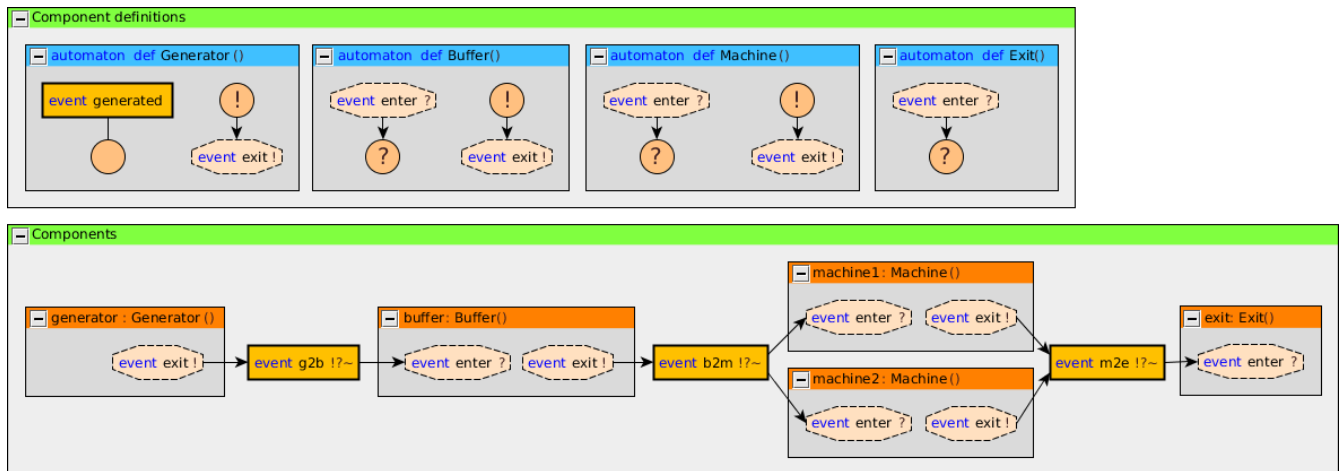 Component definitions
automaton def Generator()
event generated
!
event exit !
automaton def Buffer()
event enter ?
!
?
event exit !
automaton def Machine()
event enter ?
!
?
event exit !
automaton def Exit()
event enter ?
?
Components
generator : Generator()
event exit !
event g2b !?~
buffer: Buffer()
event enter ?
event exit !
event b2m !?~
machine1: Machine()
event enter ?
event exit !
machine2: Machine()
event enter ?
event exit !
event m2e !?~
exit: Exit()
event enter ?